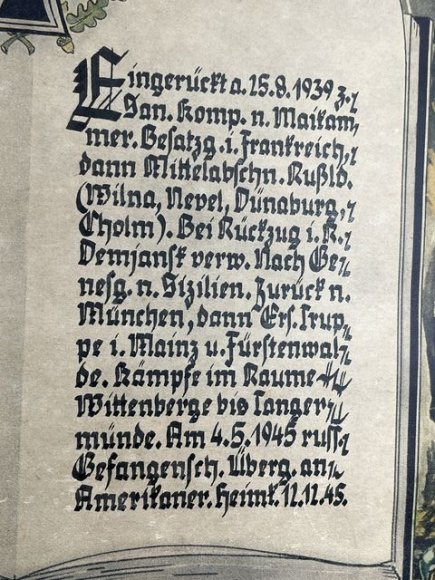 Eingerückt a. 15.8.1939 z.
San. Komp. n. Maikam-
mer. Besatzg. i. Frankreich,
dann Mittelabschn. Rußld.
(Wilna, Nevel, Dünaburg,
Cholm). Bei Rückzug i. R.
Demjansk verw. Nach Ge-
nesg. n. Sizilien. Zurück n.
München, dann Ers. Trup-
pe i. Mainz u. Fürstenwal-
de. Kämpfe im Raume
Wittenberge bis Tanger-
münde. Am 4.5.1945 russ.
Gefangensch. Überg. an
Amerikaner. Heimk. 12.12.45.